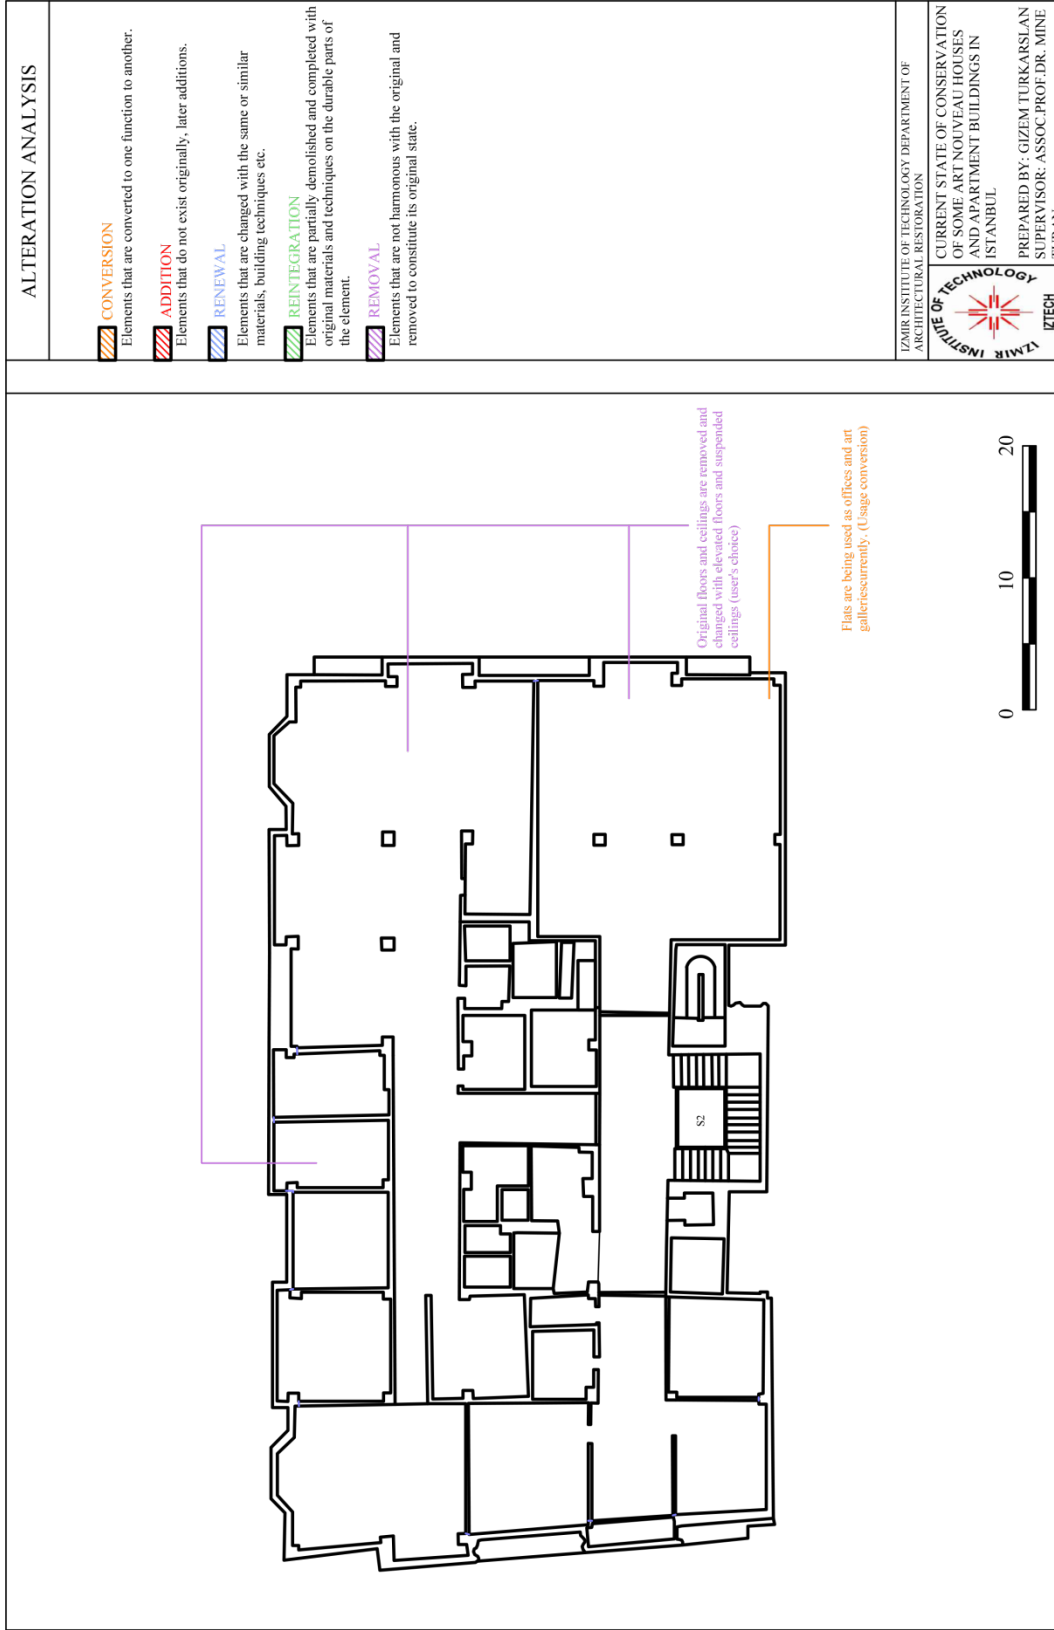 ALTERATION ANALYSIS
CONVERSION
Elements that are converted to one function to another.
ADDITION
Elements that do not exist originally, later additions.
RENEWAL
Elements that are changed with the same or similar
materials, building techniques etc.
REINTEGRATION
Elements that are partially demolished and completed with
original materials and techniques on the durable parts of
the element.
REMOVAL
Elements that are not harmonous with the original and
removed to constitute its original state.
IZMIR INSTITUTE OF TECHNOLOGY DEPARTMENT OF
ARCHITECTURAL RESTORATION
IZMIR INSTITUTE OF TECHNOLOGY
IZTECH
CURRENT STATE OF CONSERVATION
OF SOME ART NOUVEAU HOUSES
AND APARTMENT BUILDINGS IN
ISTANBUL
PREPARED BY: GIZEM TURKARSLAN
SUPERVISOR: ASSOC.PROF.DR. MINE
Original floors and ceilings are removed and
changed with elevated floors and suspended
ceilings (user's choice)
Flats are being used as offices and art
galleriescurrently. (Usage conversion)
S2
0 10 20